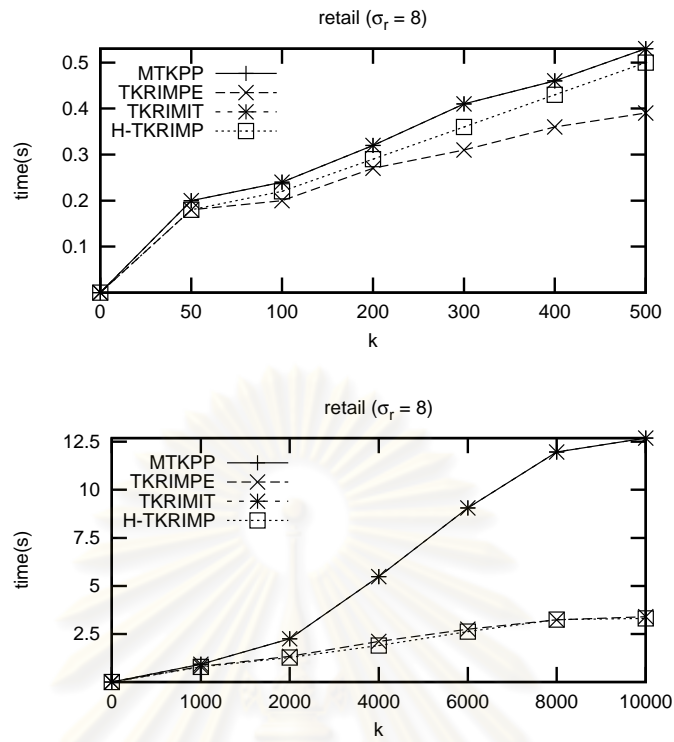 retail (σr = 8)
0.5
0.4
0.3
0.2
0.1
time(s)
MTKPP
TKRIMPE
TKRIMIT
H-TKRIMP
0 50 100 200 300 400 500
k
retail (σr = 8)
12.5
10
7.5
5
2.5
time(s)
MTKPP
TKRIMPE
TKRIMIT
H-TKRIMP
0 1000 2000 4000 6000 8000 10000
k